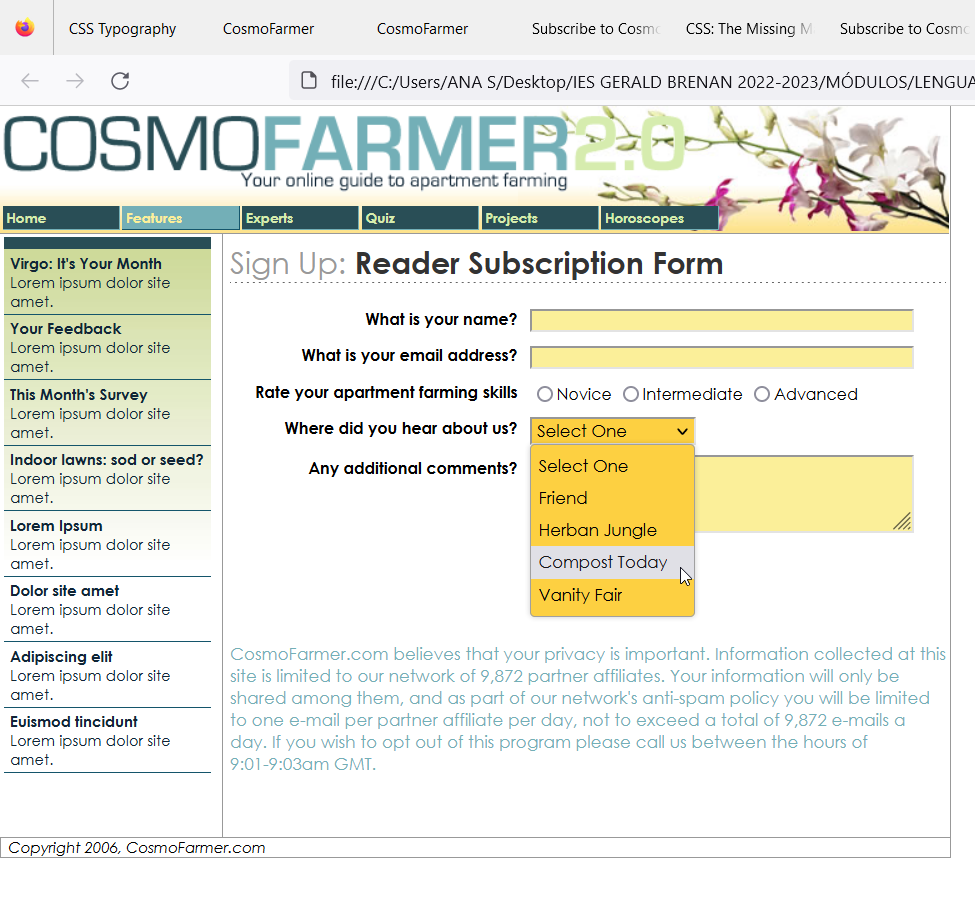 CSS Typography CosmoFarmer CosmoFarmer Subscribe to Cosmo CSS: The Missing M Subscribe to Cosmo
file:///C:/Users/ANA S/Desktop/IES GERALD BRENAN 2022-2023/MÓDULOS/LENGUA
COSMOFARMER2.0
Your online guide to apartment farming
Home Features Experts Quiz Projects Horoscopes
Virgo: It's Your Month
Lorem ipsum dolor site
amet.
Your Feedback
Lorem ipsum dolor site
amet.
This Month's Survey
Lorem ipsum dolor site
amet.
Indoor lawns: sod or seed?
Lorem ipsum dolor site
amet.
Lorem Ipsum
Lorem ipsum dolor site
amet.
Dolor site amet
Lorem ipsum dolor site
amet.
Adipiscing elit
Lorem ipsum dolor site
amet.
Euismod tincidunt
Lorem ipsum dolor site
amet.
Sign Up: Reader Subscription Form
What is your name?
What is your email address?
Rate your apartment farming skills Novice Intermediate Advanced
Where did you hear about us? Select One
Any additional comments?
Select One
Friend
Herban Jungle
Compost Today
Vanity Fair
CosmoFarmer.com believes that your privacy is important. Information collected at this
site is limited to our network of 9,872 partner affiliates. Your information will only be
shared among them, and as part of our network's anti-spam policy you will be limited
to one e-mail per partner affiliate per day, not to exceed a total of 9,872 e-mails a
day. If you wish to opt out of this program please call us between the hours of
9:01-9:03am GMT.
Copyright 2006, CosmoFarmer.com